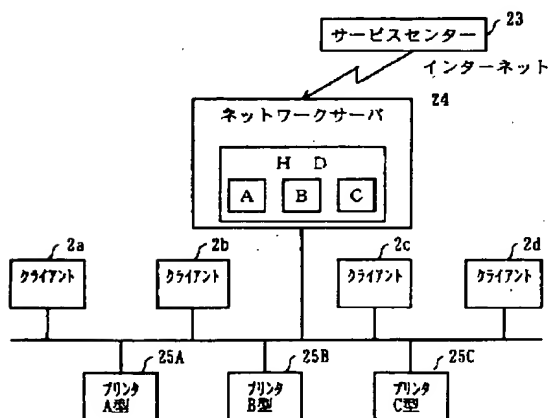 23
サービスセンター
インターネット
24
ネットワークサーバ
H D
A B C
2a 2b 2c 2d
クライアント クライアント クライアント クライアント
25A 25B 25C
プリンタ プリンタ プリンタ
A型 B型 C型